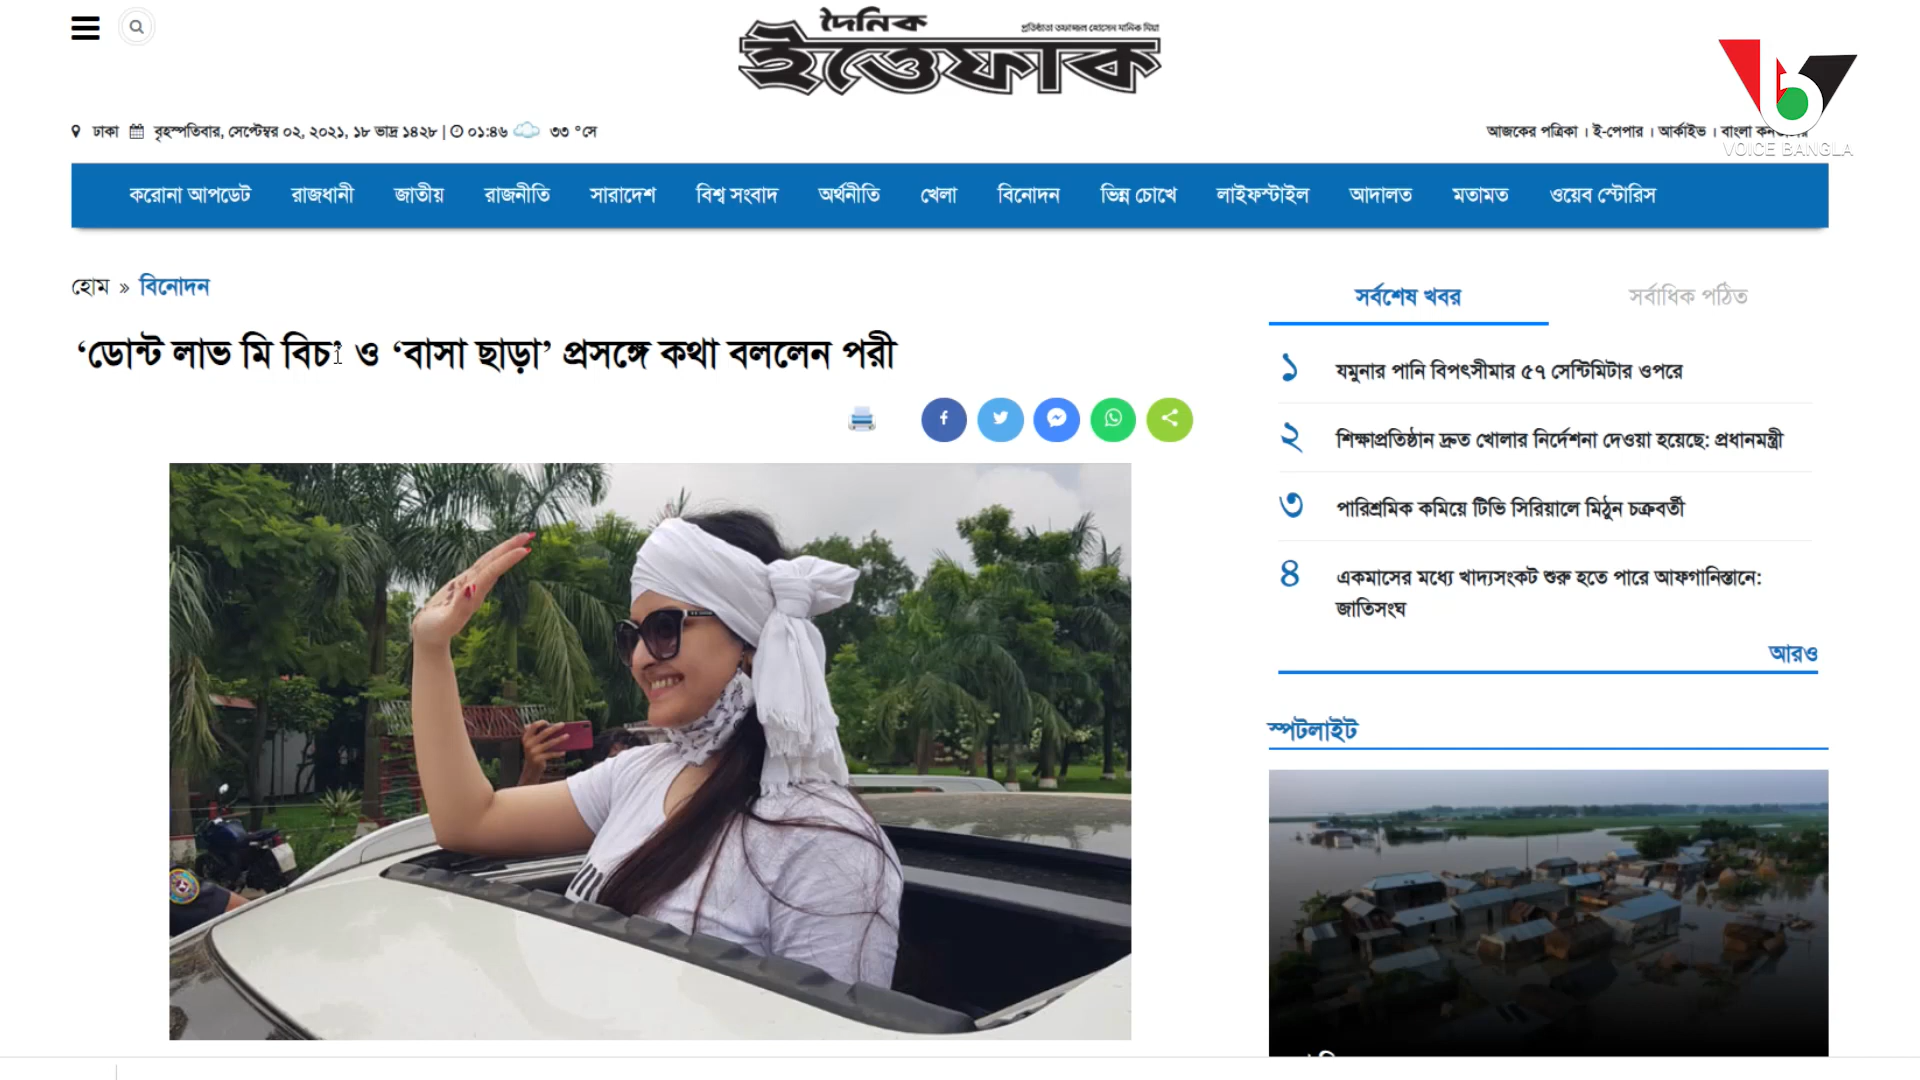 দৈনিক
প্রতিষ্ঠাতা তফাজ্জল হোসেন মানিক মিয়া
ইত্তেফাক
ঢাকা বৃহস্পতিবার, সেপ্টেম্বর ০২, ২০২১, ১৮ ভাদ্র ১৪২৮ | ০১:৪৬ ৩৩ °সে
আজকের পত্রিকা । ই-পেপার । আর্কাইভ । বাংলা
VOICE BANGLA
করোনা আপডেট রাজধানী জাতীয় রাজনীতি সারাদেশ বিশ্ব সংবাদ অর্থনীতি খেলা বিনোদন ভিন্ন চোখে লাইফস্টাইল আদালত মতামত ওয়েব স্টোরিস
হোম » বিনোদন
‘ডোন্ট লাভ মি বিচ’ ও ‘বাসা ছাড়া’ প্রসঙ্গে কথা বললেন পরী
সর্বশেষ খবর সর্বাধিক পঠিত
১ যমুনার পানি বিপৎসীমার ৫৭ সেন্টিমিটার ওপরে
২ শিক্ষাপ্রতিষ্ঠান দ্রুত খোলার নির্দেশনা দেওয়া হয়েছে: প্রধানমন্ত্রী
৩ পারিশ্রমিক কমিয়ে টিভি সিরিয়ালে মিঠুন চক্রবর্তী
৪ একমাসের মধ্যে খাদ্যসংকট শুরু হতে পারে আফগানিস্তানে:
জাতিসংঘ
আরও
স্পটলাইট